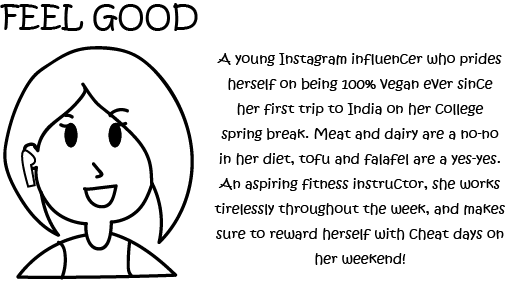 FEEL GOOD
A young Instagram influencer who prides
herself on being 100% Vegan ever since
her first trip to India on her College
spring break. Meat and dairy are a no-no
in her diet, tofu and falafel are a yes-yes.
An aspiring fitness instructor, she works
tirelessly throughout the week, and makes
sure to reward herself with Cheat days on
her weekend!